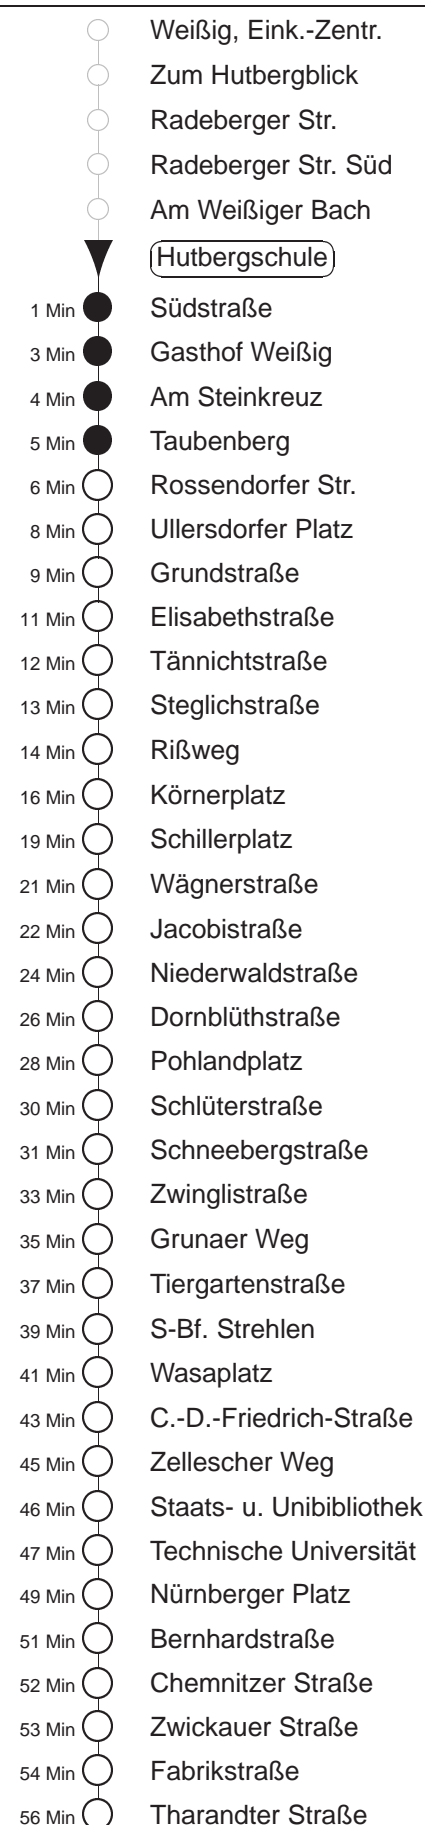 Weißig, Eink.-Zentr.
Zum Hutbergblick
Radeberger Str.
Radeberger Str. Süd
Am Weißiger Bach
Hutbergschule
1 Min Südstraße
3 Min Gasthof Weißig
4 Min Am Steinkreuz
5 Min Taubenberg
6 Min Rossendorfer Str.
8 Min Ullersdorfer Platz
9 Min Grundstraße
11 Min Elisabethstraße
12 Min Tännichtstraße
13 Min Steglichstraße
14 Min Rißweg
16 Min Körnerplatz
19 Min Schillerplatz
21 Min Wägnerstraße
22 Min Jacobistraße
24 Min Niederwaldstraße
26 Min Dornblüthstraße
28 Min Pohlandplatz
30 Min Schlüterstraße
31 Min Schneebergstraße
33 Min Zwinglistraße
35 Min Grunaer Weg
37 Min Tiergartenstraße
39 Min S-Bf. Strehlen
41 Min Wasaplatz
43 Min C.-D.-Friedrich-Straße
45 Min Zellescher Weg
46 Min Staats- u. Unibibliothek
47 Min Technische Universität
49 Min Nürnberger Platz
51 Min Bernhardstraße
52 Min Chemnitzer Straße
53 Min Zwickauer Straße
54 Min Fabrikstraße
56 Min Tharandter Straße